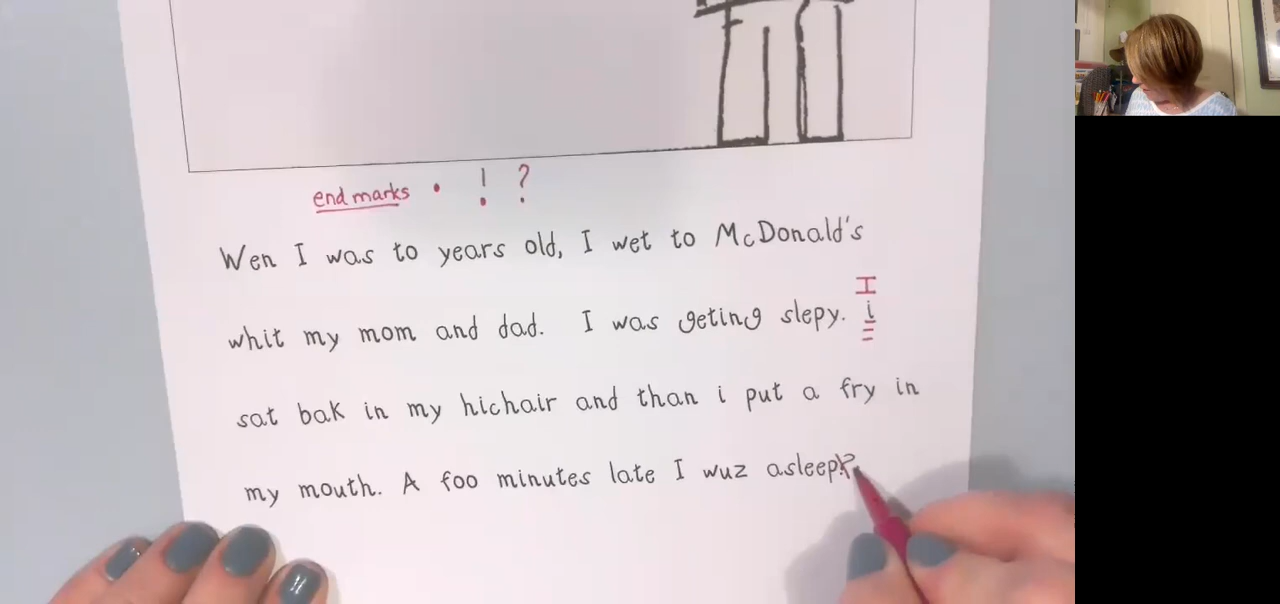 end marks . ! ?
Wen I was to years old, I wet to McDonald's
I
whit my mom and dad. I was geting slepy. i
sat bak in my hichair and than i put a fry in
my mouth. A foo minutes late I wuz asleep?